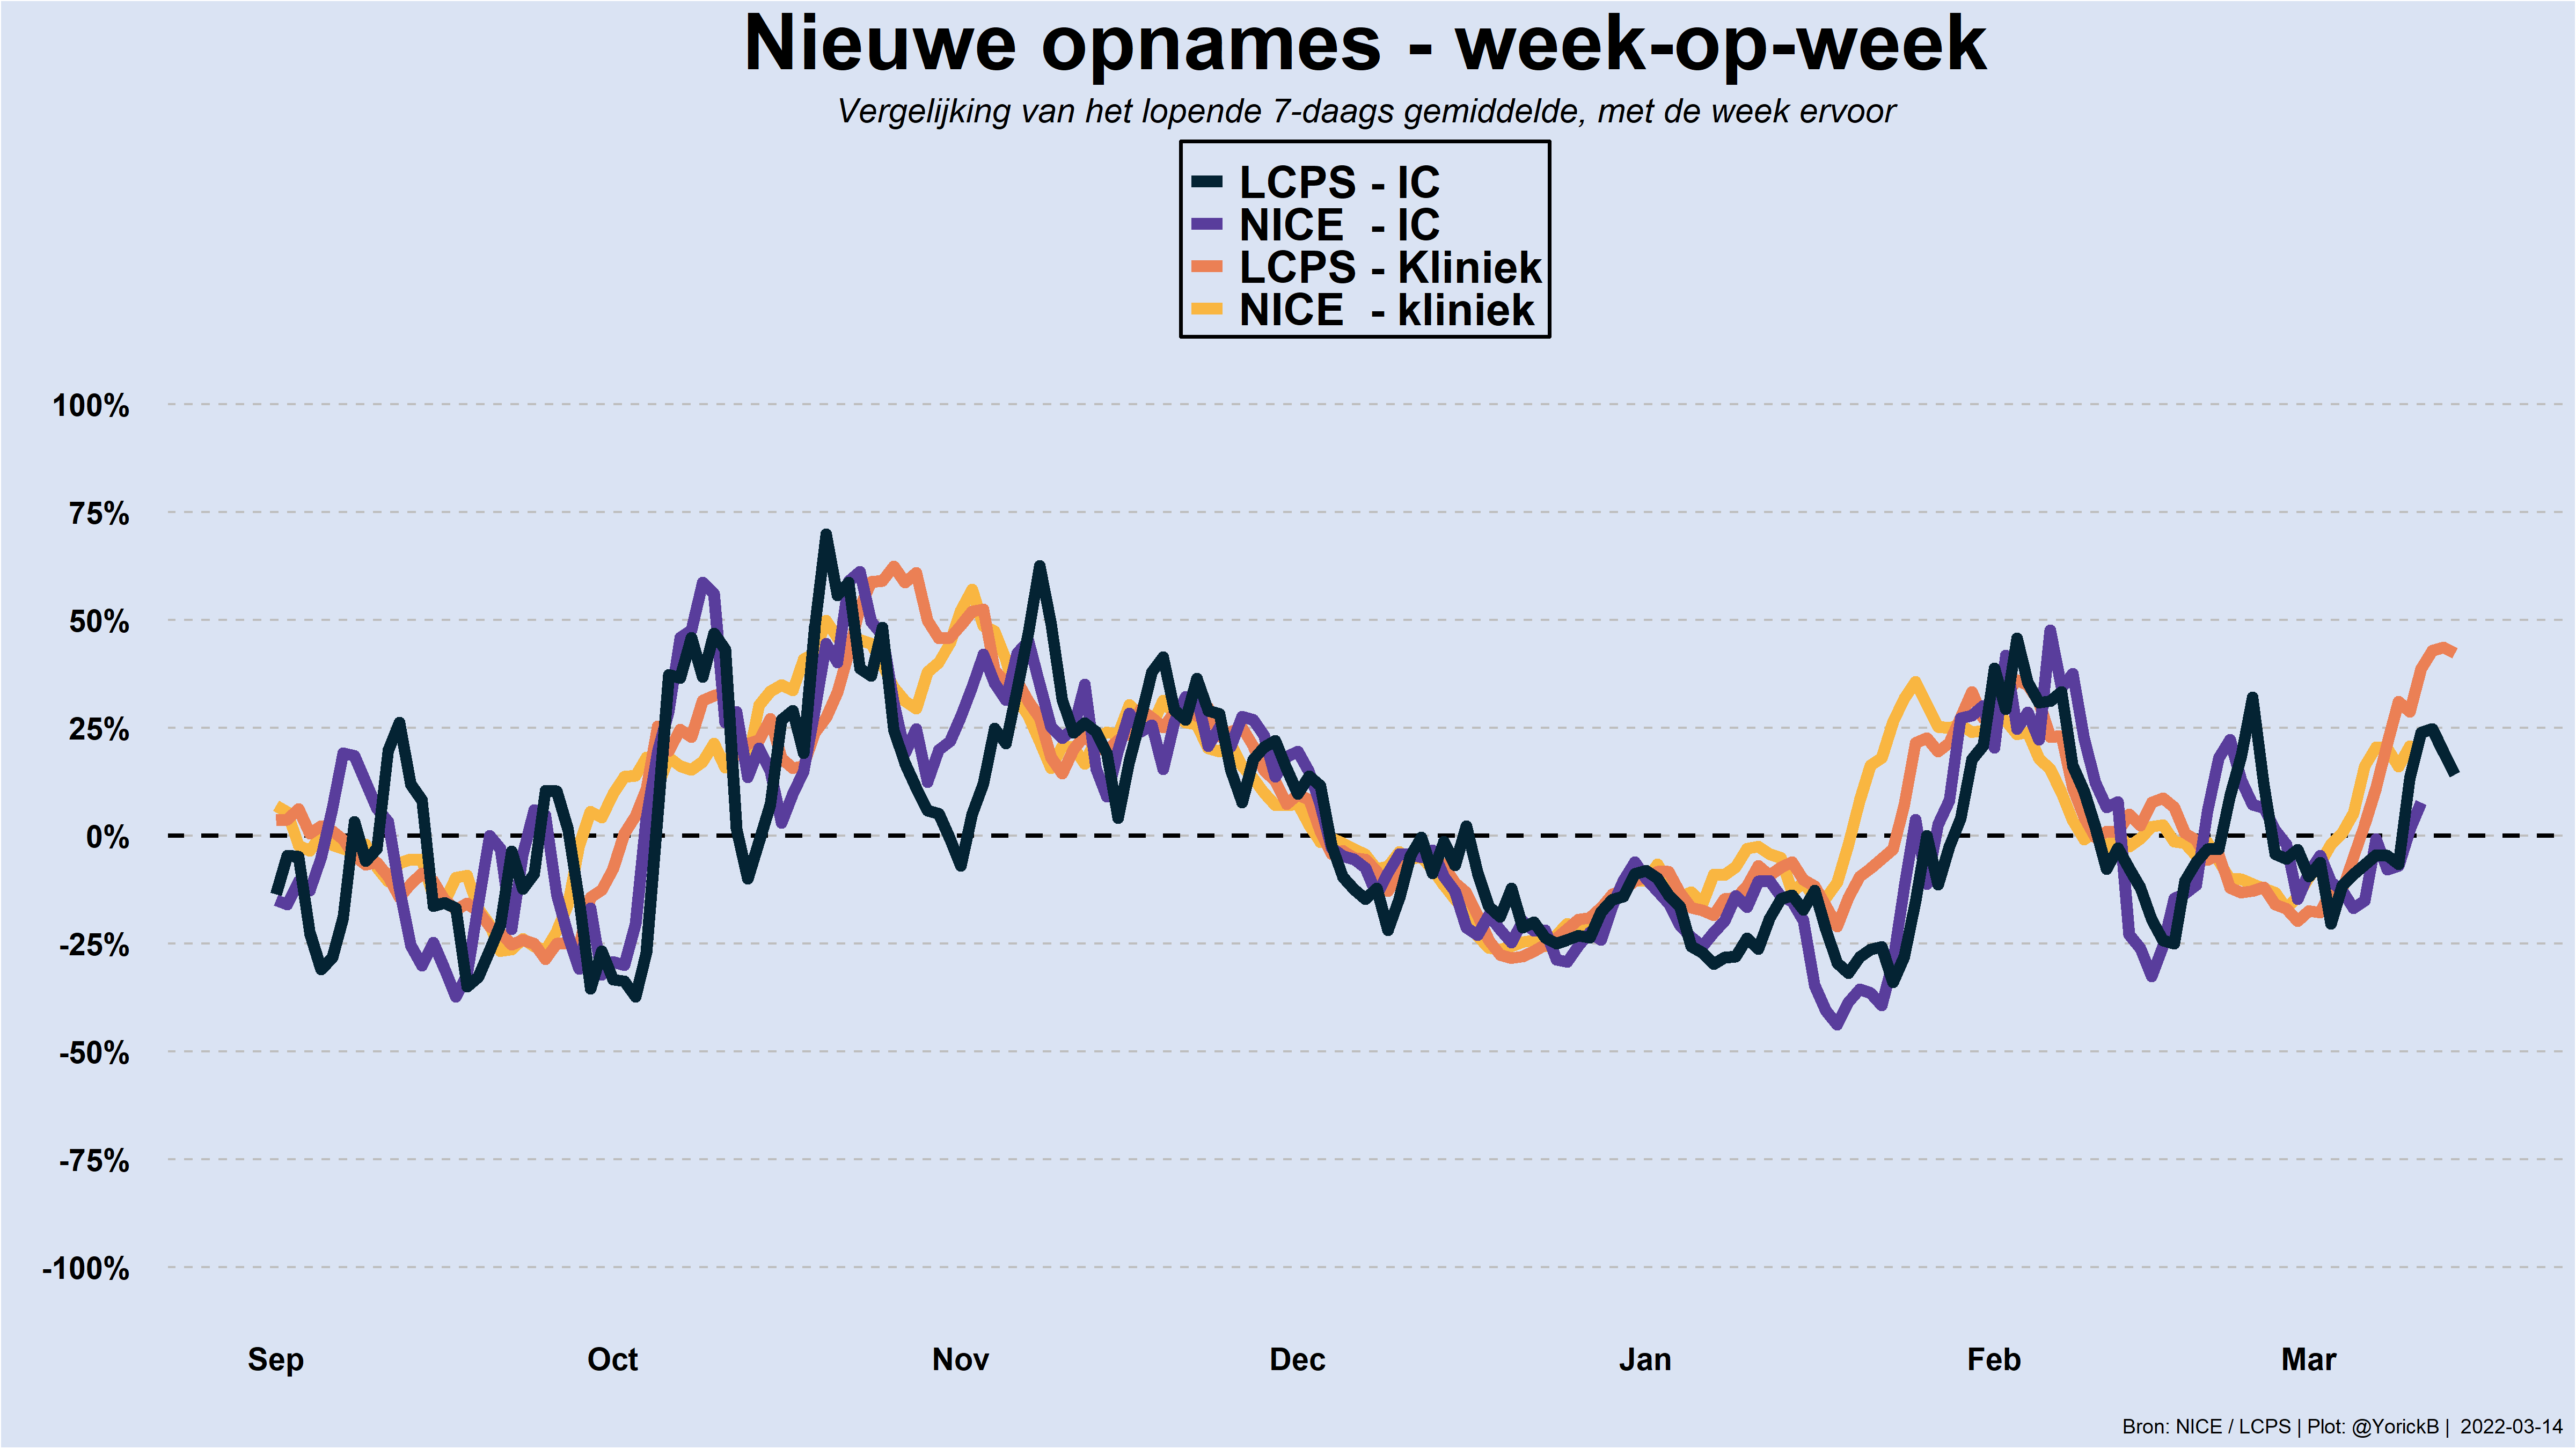 Nieuwe opnames - week-op-week
Vergelijking van het lopende 7-daags gemiddelde, met de week ervoor
LCPS - IC
NICE - IC
LCPS - Kliniek
NICE - kliniek
100%
75%
50%
25%
0%
-25%
-50%
-75%
-100%
Sep Oct Nov Dec Jan Feb Mar
Bron: NICE / LCPS | Plot: @YorickB | 2022-03-14